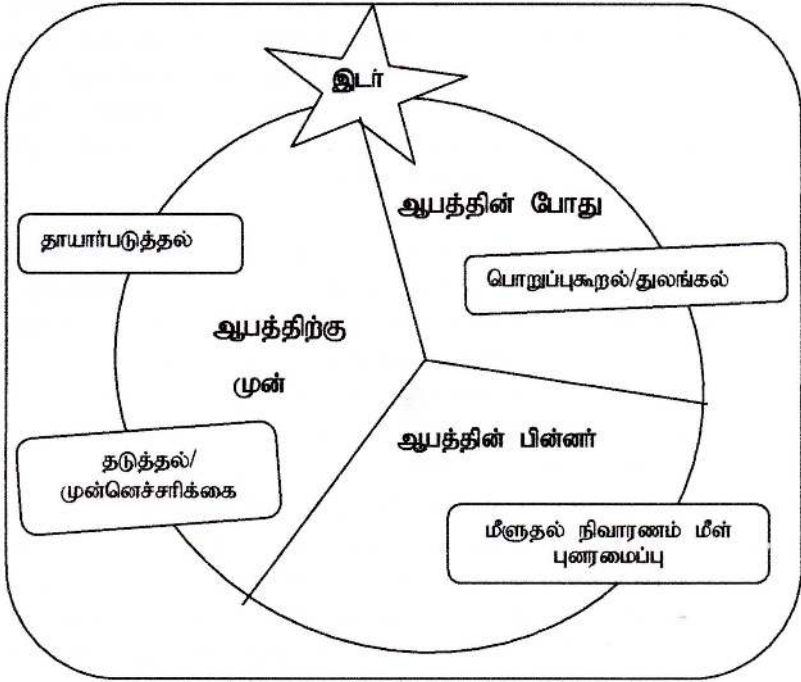 இடர்
ஆபத்தின் போது
தாயார்படுத்தல்
பொறுப்புகூறல்/துலங்கல்
ஆபத்திற்கு
முன்
ஆபத்தின் பின்னர்
தடுத்தல்/
முன்னெச்சரிக்கை
மீளுதல் நிவாரணம் மீள்
புனரமைப்பு